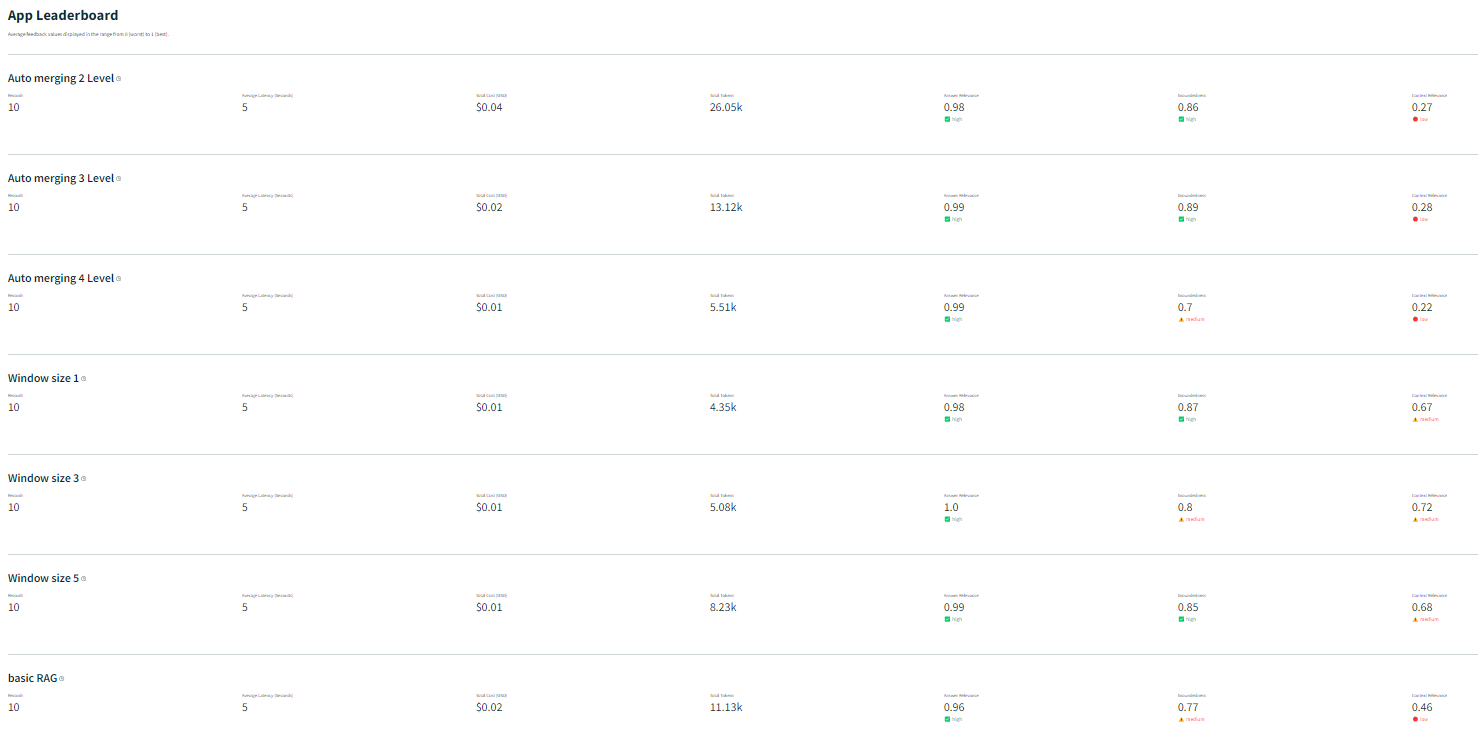 App Leaderboard
Average feedback values displayed in the range from 0 (worst) to 1 (best).
Auto merging 2 Level
Records Average Latency (Seconds) Total Cost (USD) Total Tokens Answer Relevance Groundedness Context Relevance
10 5 $0.04 26.05k 0.98 0.86 0.27
high high low
Auto merging 3 Level
Records Average Latency (Seconds) Total Cost (USD) Total Tokens Answer Relevance Groundedness Context Relevance
10 5 $0.02 13.12k 0.99 0.89 0.28
high high low
Auto merging 4 Level
Records Average Latency (Seconds) Total Cost (USD) Total Tokens Answer Relevance Groundedness Context Relevance
10 5 $0.01 5.51k 0.99 0.7 0.22
high medium low
Window size 1
Records Average Latency (Seconds) Total Cost (USD) Total Tokens Answer Relevance Groundedness Context Relevance
10 5 $0.01 4.35k 0.98 0.87 0.67
high high medium
Window size 3
Records Average Latency (Seconds) Total Cost (USD) Total Tokens Answer Relevance Groundedness Context Relevance
10 5 $0.01 5.08k 1.0 0.8 0.72
high medium medium
Window size 5
Records Average Latency (Seconds) Total Cost (USD) Total Tokens Answer Relevance Groundedness Context Relevance
10 5 $0.01 8.23k 0.99 0.85 0.68
high high medium
basic RAG
Records Average Latency (Seconds) Total Cost (USD) Total Tokens Answer Relevance Groundedness Context Relevance
10 5 $0.02 11.13k 0.96 0.77 0.46
high medium low